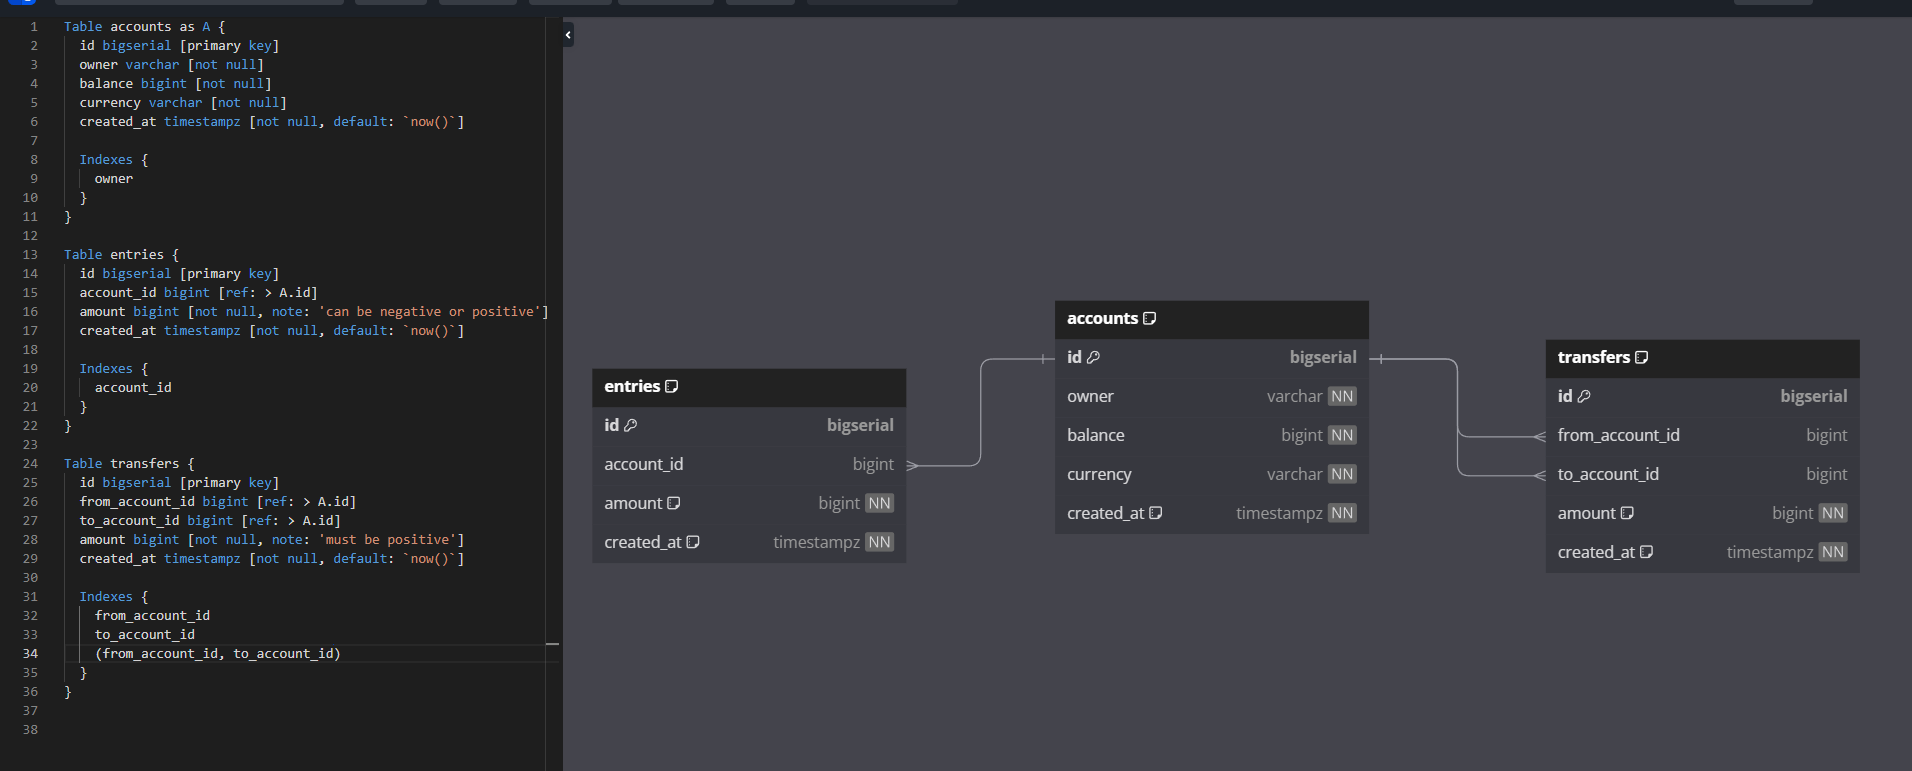 1 Table accounts as A {
2 id bigserial [primary key]
3 owner varchar [not null]
4 balance bigint [not null]
5 currency varchar [not null]
6 created_at timestampz [not null, default: `now()`]
7
8 Indexes {
9 owner
10 }
11 }
12
13 Table entries {
14 id bigserial [primary key]
15 account_id bigint [ref: > A.id]
16 amount bigint [not null, note: 'can be negative or positive']
17 created_at timestampz [not null, default: `now()`]
18
19 Indexes {
20 account_id
21 }
22 }
23
24 Table transfers {
25 id bigserial [primary key]
26 from_account_id bigint [ref: > A.id]
27 to_account_id bigint [ref: > A.id]
28 amount bigint [not null, note: 'must be positive']
29 created_at timestampz [not null, default: `now()`]
30
31 Indexes {
32 from_account_id
33 to_account_id
34 (from_account_id, to_account_id)
35 }
36 }
37
38
entries
id bigserial
account_id bigint
amount bigint NN
created_at timestampz NN
accounts
id bigserial
owner varchar NN
balance bigint NN
currency varchar NN
created_at timestampz NN
transfers
id bigserial
from_account_id bigint
to_account_id bigint
amount bigint NN
created_at timestampz NN